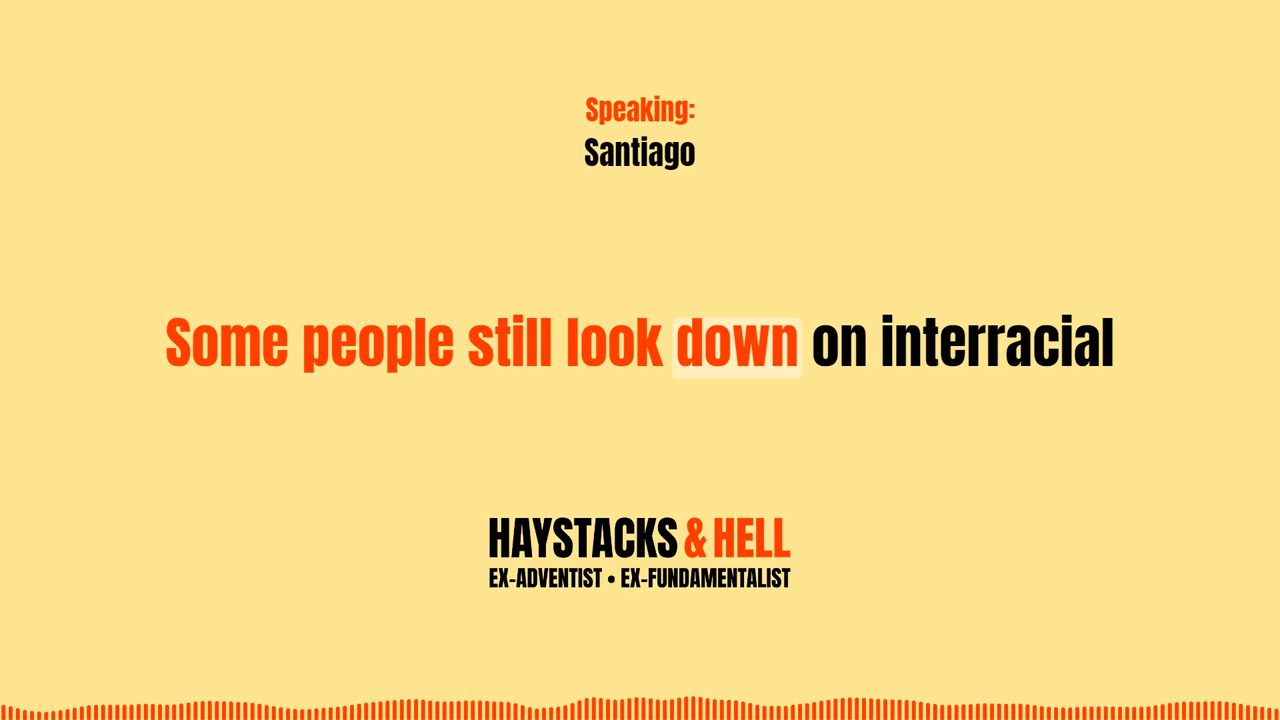 Speaking:
Santiago
Some people still look down on interracial
HAYSTACKS & HELL
EX-ADVENTIST • EX-FUNDAMENTALIST